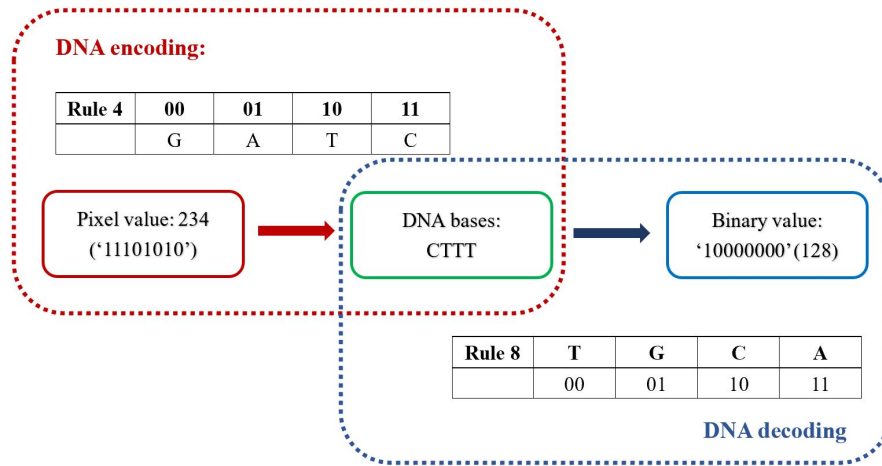 DNA encoding:
Rule 4 00 01 10 11
G A T C
Pixel value: 234
(‘11101010’)
DNA bases:
CTTT
Binary value:
‘10000000’(128)
Rule 8 T G C A
00 01 10 11
DNA decoding